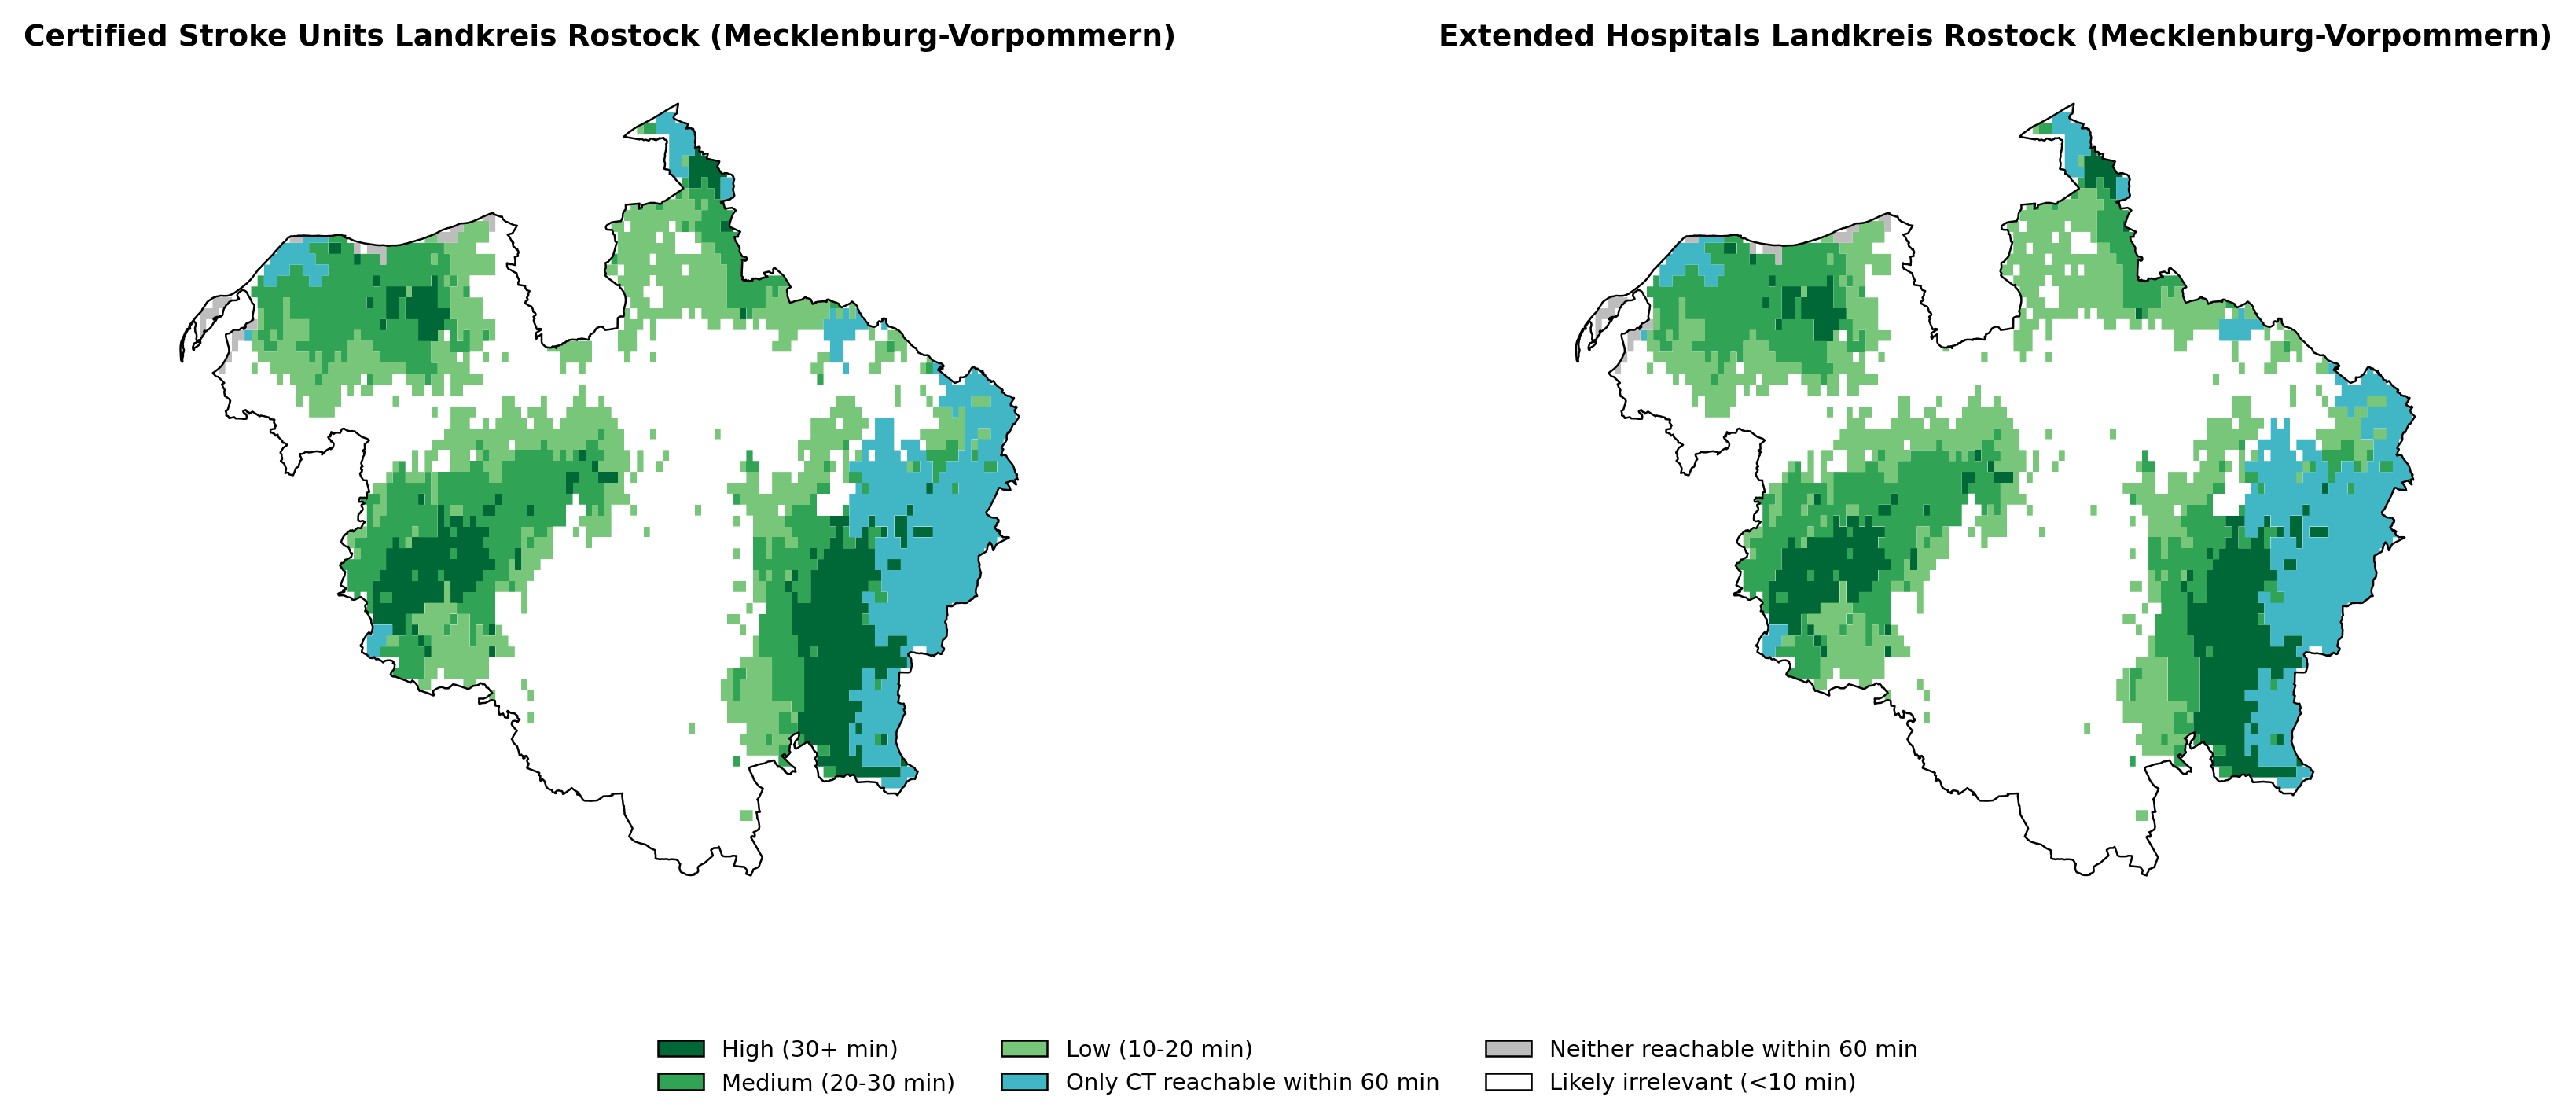 Certified Stroke Units Landkreis Rostock (Mecklenburg-Vorpommern)
Extended Hospitals Landkreis Rostock (Mecklenburg-Vorpommern)
High (30+ min)
Medium (20-30 min)
Low (10-20 min)
Only CT reachable within 60 min
Neither reachable within 60 min
Likely irrelevant (<10 min)